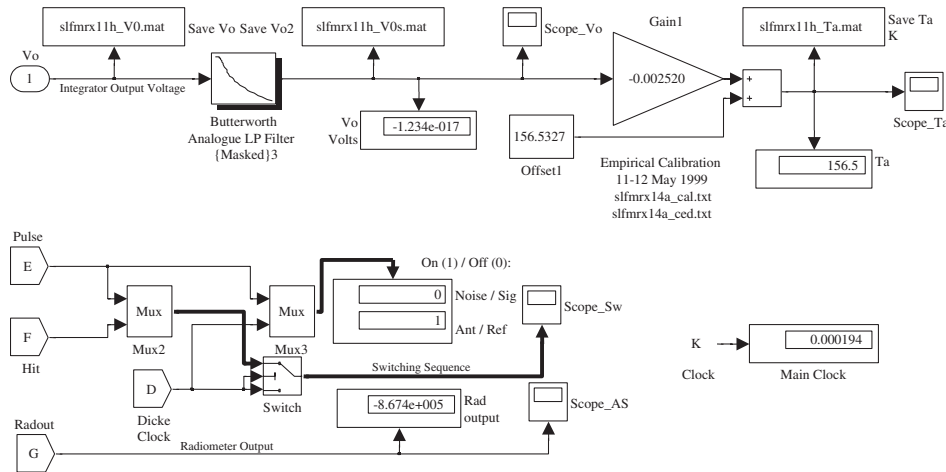 slfmrx11h_V0.mat
Save Vo Save Vo2
slfmrx11h_V0s.mat
Scope_Vo
Gain1
slfmrx11h_Ta.mat
Save Ta
K
Vo
1
Integrator Output Voltage
-0.002520
+
+
Scope_Ta
Butterworth
Analogue LP Filter
{Masked}3
Vo
Volts
-1.234e-017
156.5327
Offset1
Empirical Calibration
11-12 May 1999
slfmrx14a_cal.txt
slfmrx14a_ced.txt
156.5
Ta
Pulse
E
On (1) / Off (0):
0
Noise / Sig
1
Ant / Ref
Scope_Sw
Mux
Mux2
Mux
Mux3
F
Hit
K
Clock
0.000194
Main Clock
D
Dicke
Clock
Switch
Switching Sequence
-8.674e+005
Rad
output
Scope_AS
Radout
G
Radiometer Output